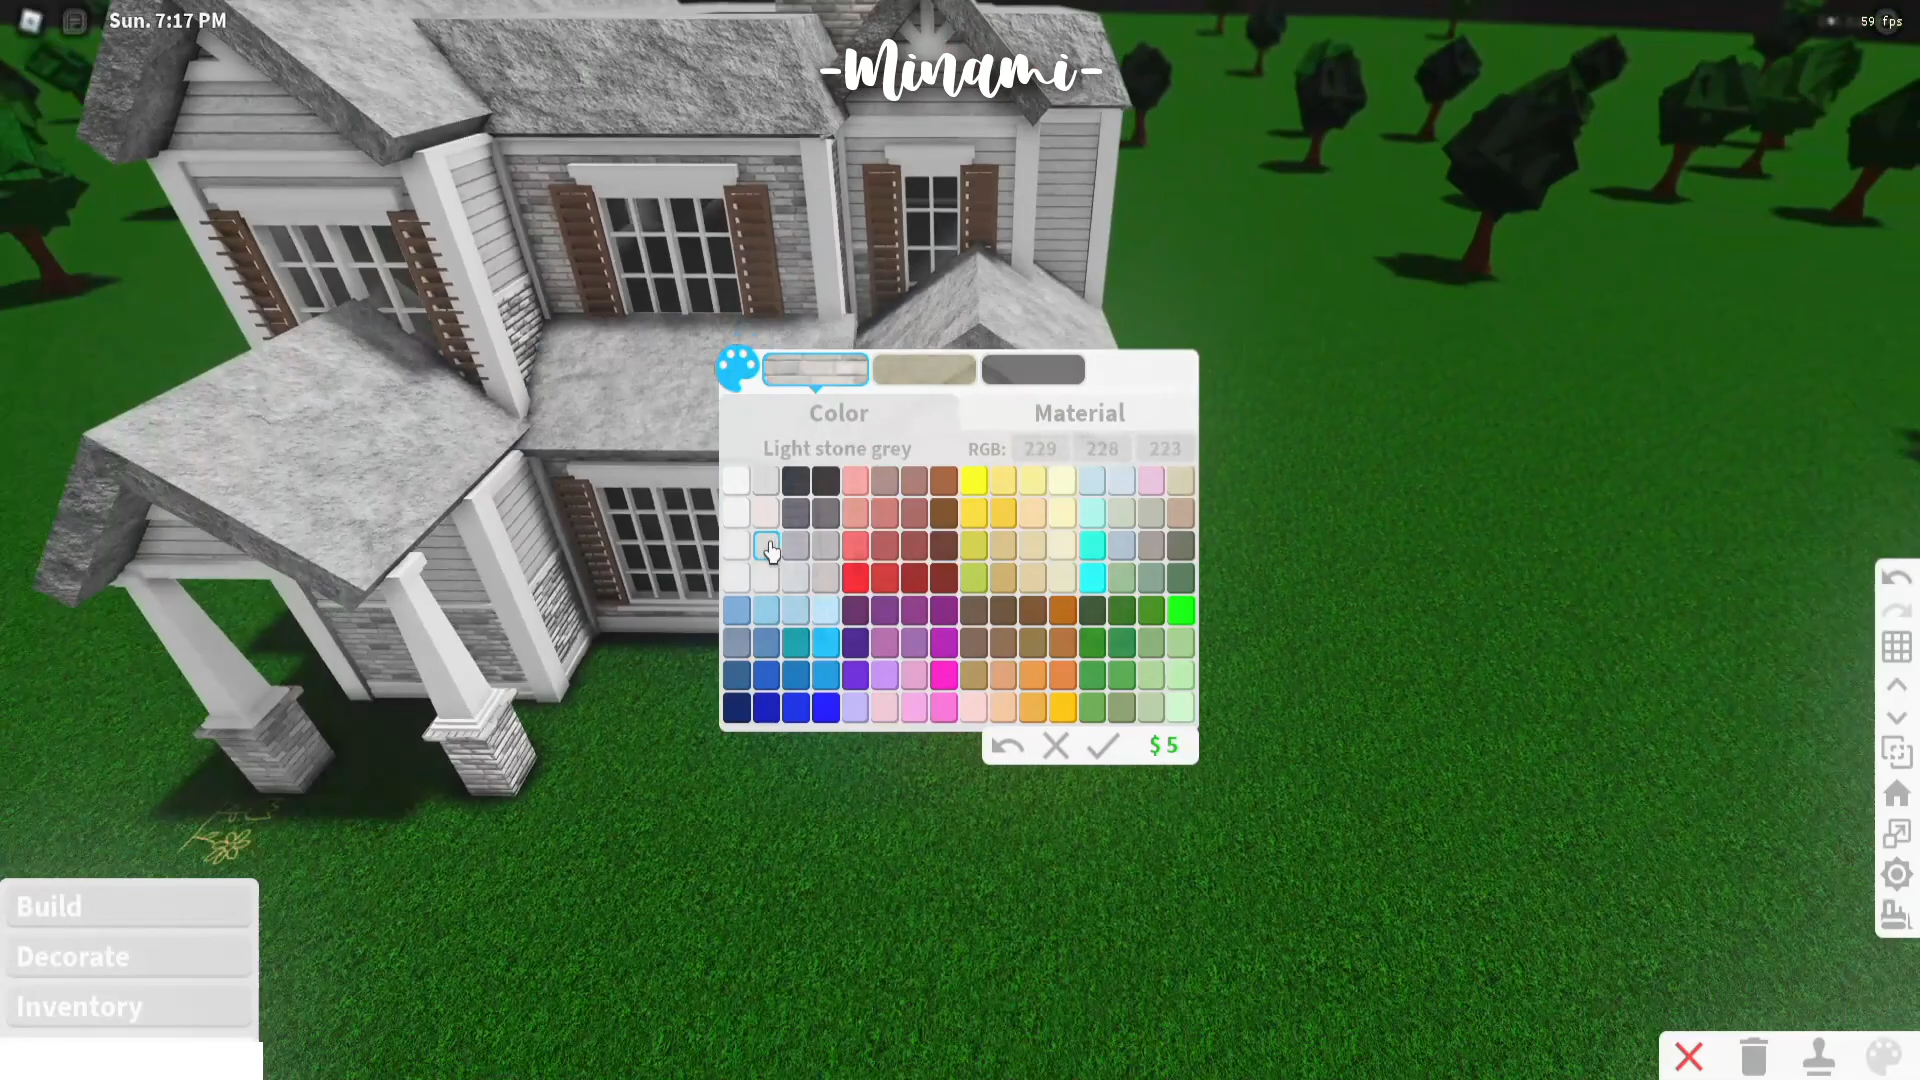 Sun. 7:17 PM
59 fps
-Minami-
Color
Material
Light stone grey
RGB: 229 228 223
$ 5
Build
Decorate
Inventory